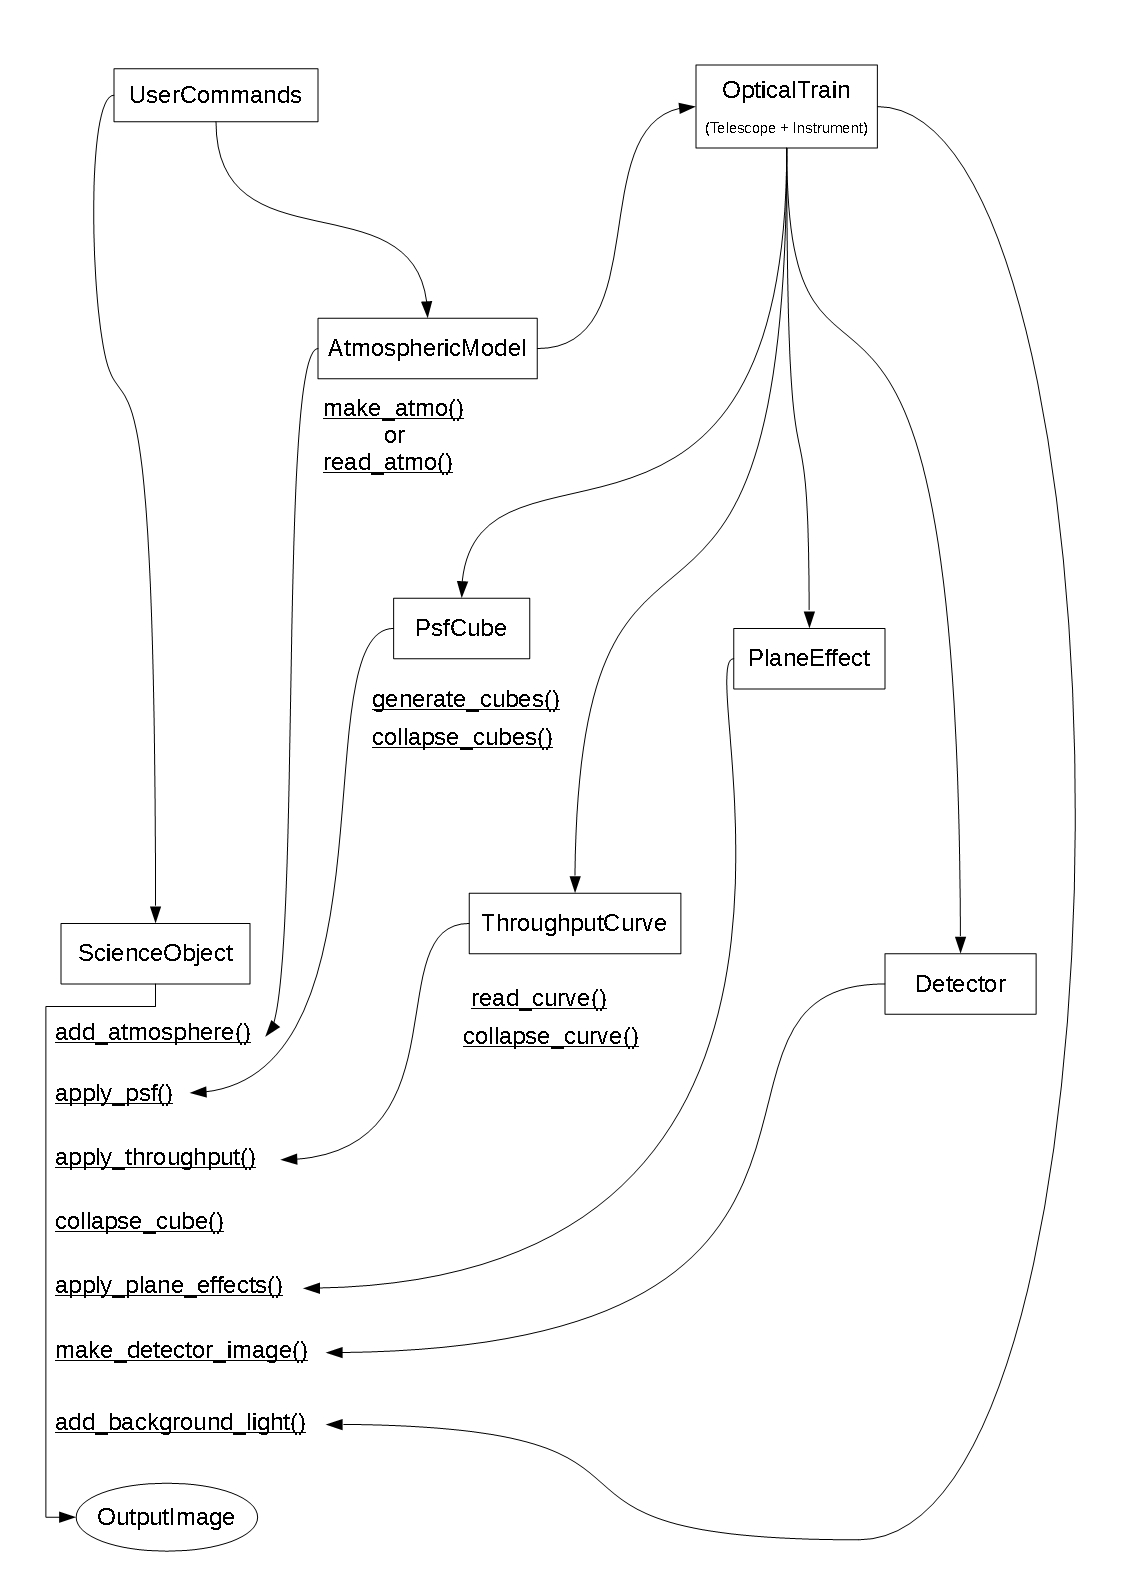 UserCommands
OpticalTrain
(Telescope + Instrument)
AtmosphericModel
make_atmo()
or
read_atmo()
PsfCube
generate_cubes()
collapse_cubes()
PlaneEffect
ThroughputCurve
read_curve()
collapse_curve()
Detector
ScienceObject
add_atmosphere()
apply_psf()
apply_throughput()
collapse_cube()
apply_plane_effects()
make_detector_image()
add_background_light()
OutputImage